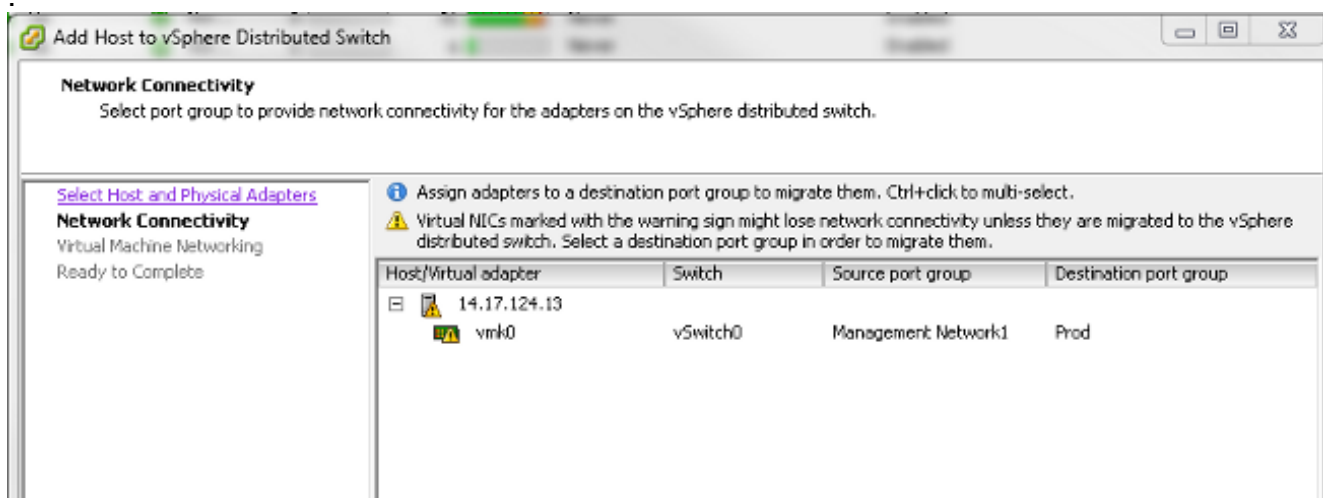 Add Host to vSphere Distributed Switch
Network Connectivity
Select port group to provide network connectivity for the adapters on the vSphere distributed switch.
Select Host and Physical Adapters
Network Connectivity
Virtual Machine Networking
Ready to Complete
Assign adapters to a destination port group to migrate them. Ctrl+click to multi-select.
Virtual NICs marked with the warning sign might lose network connectivity unless they are migrated to the vSphere
distributed switch. Select a destination port group in order to migrate them.
Host/Virtual adapter Switch Source port group Destination port group
14.17.124.13
vmk0 vSwitch0 Management Network1 Prod